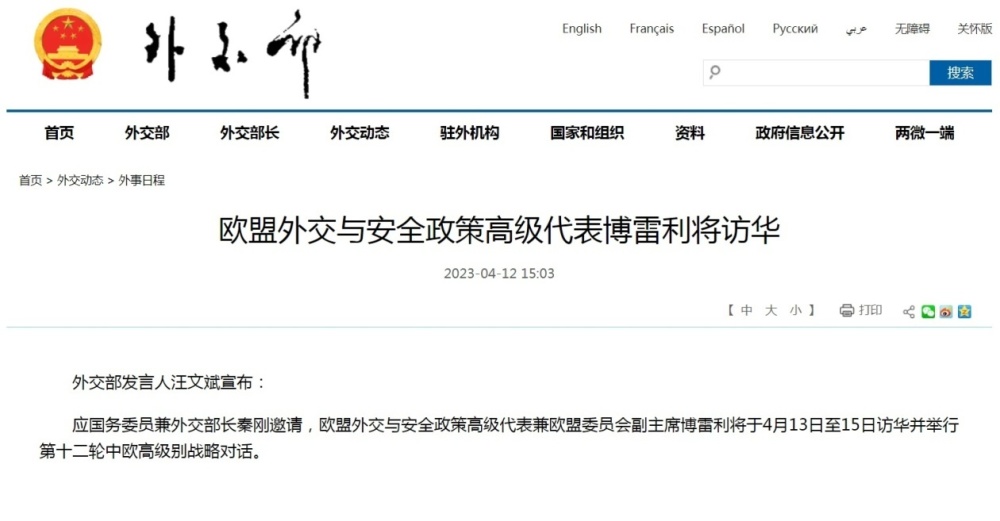 外交部
English Français Español Русский عربي 无障碍 关怀版
搜索
首页 外交部 外交部长 外交动态 驻外机构 国家和组织 资料 政府信息公开 两微一端
首页 > 外交动态 > 外事日程
欧盟外交与安全政策高级代表博雷利将访华
2023-04-12 15:03
【 中 大 小 】 打印
外交部发言人汪文斌宣布：
应国务委员兼外交部长秦刚邀请，欧盟外交与安全政策高级代表兼欧盟委员会副主席博雷利将于4月13日至15日访华并举行
第十二轮中欧高级别战略对话。